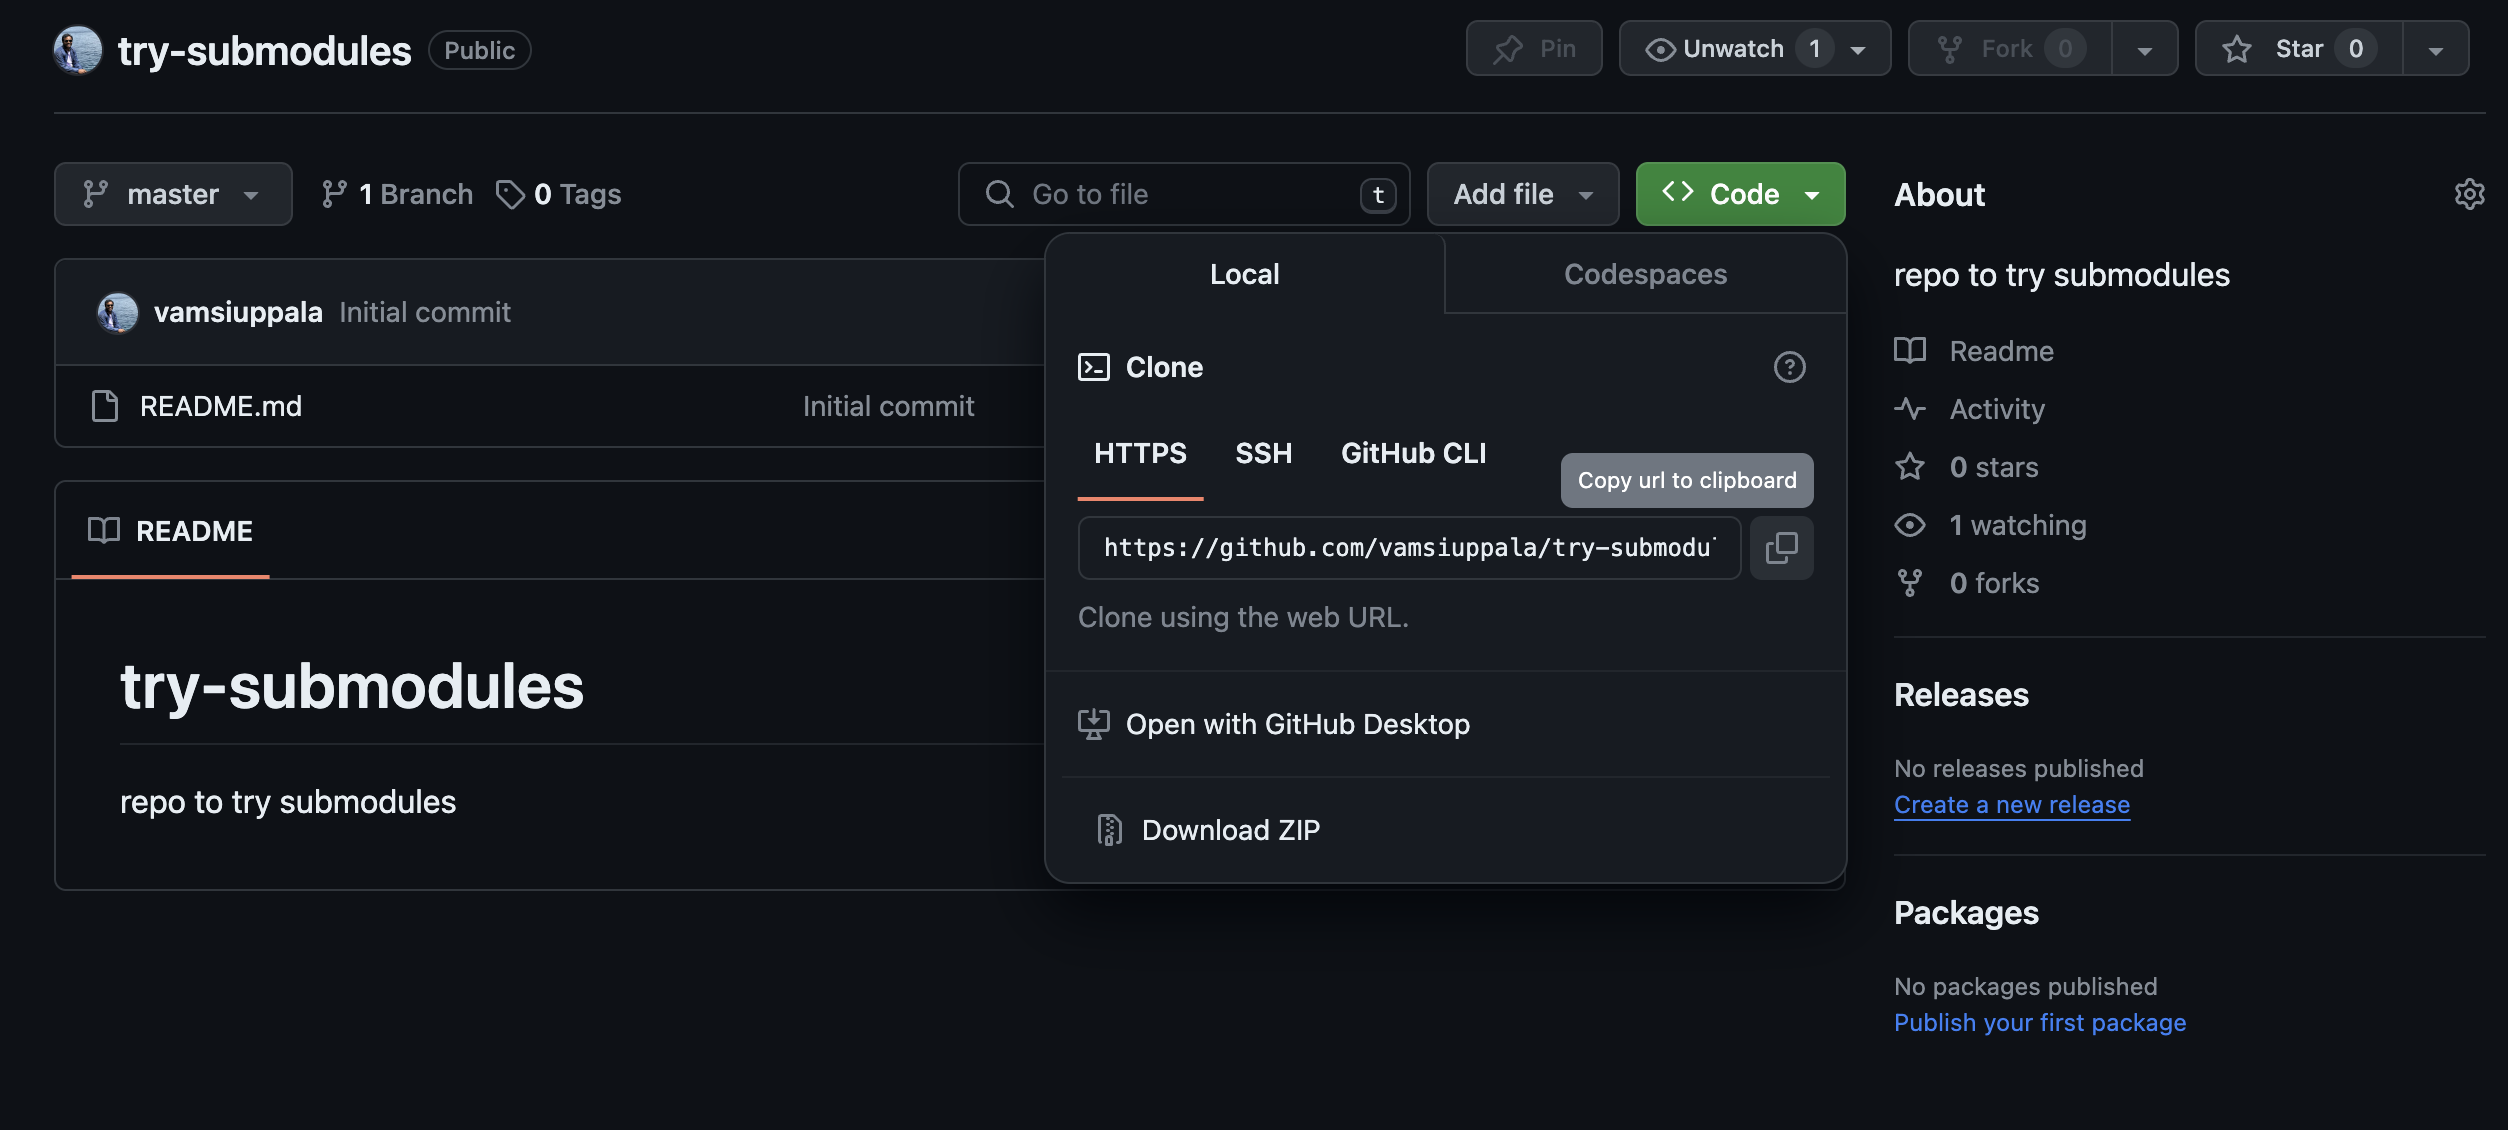 try-submodules Public Pin Unwatch 1 Fork 0 Star 0
master 1 Branch 0 Tags Go to file t Add file Code
vamsiuppala Initial commit
README.md Initial commit
README
try-submodules
repo to try submodules
Local Codespaces
Clone
HTTPS SSH GitHub CLI
Copy url to clipboard
https://github.com/vamsiuppala/try-submodul
Clone using the web URL.
Open with GitHub Desktop
Download ZIP
About
repo to try submodules
Readme
Activity
0 stars
1 watching
0 forks
Releases
No releases published
Create a new release
Packages
No packages published
Publish your first package